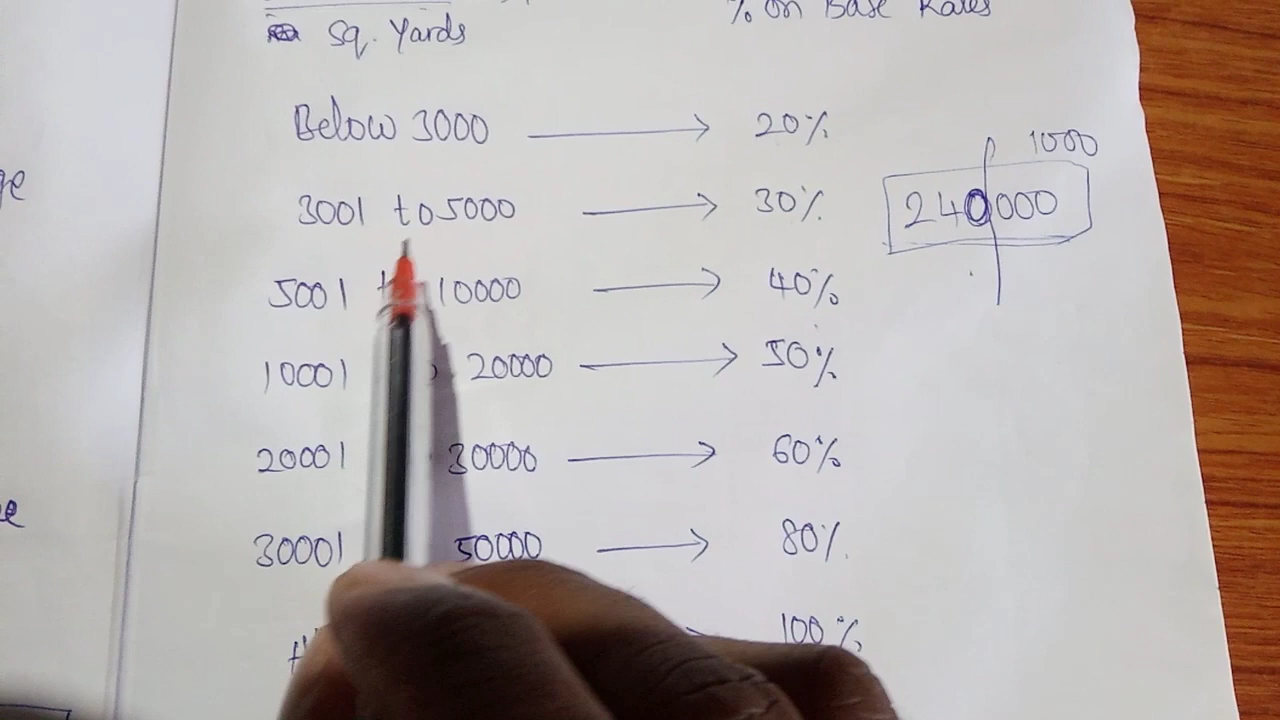 % on Base Rates
Sq. Yards
Below 3000 → 20%
1000
3001 to 5000 → 30%
240000
5001 10000 → 40%
10001 20000 → 50%
20001 30000 → 60%
30001 50000 → 80%
100%